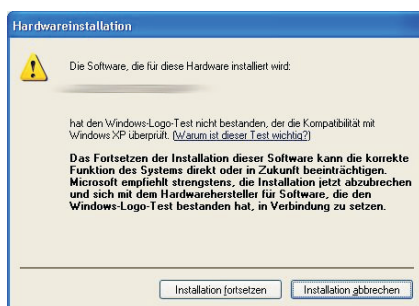 Hardwareinstallation
Die Software, die für diese Hardware installiert wird:
hat den Windows-Logo-Test nicht bestanden, der die Kompatibilität mit
Windows XP überprüft. (Warum ist dieser Test wichtig?)
Das Fortsetzen der Installation dieser Software kann die korrekte
Funktion des Systems direkt oder in Zukunft beeinträchtigen.
Microsoft empfiehlt strengstens, die Installation jetzt abzubrechen
und sich mit dem Hardwarehersteller für Software, die den
Windows-Logo-Test bestanden hat, in Verbindung zu setzen.
Installation fortsetzen
Installation abbrechen